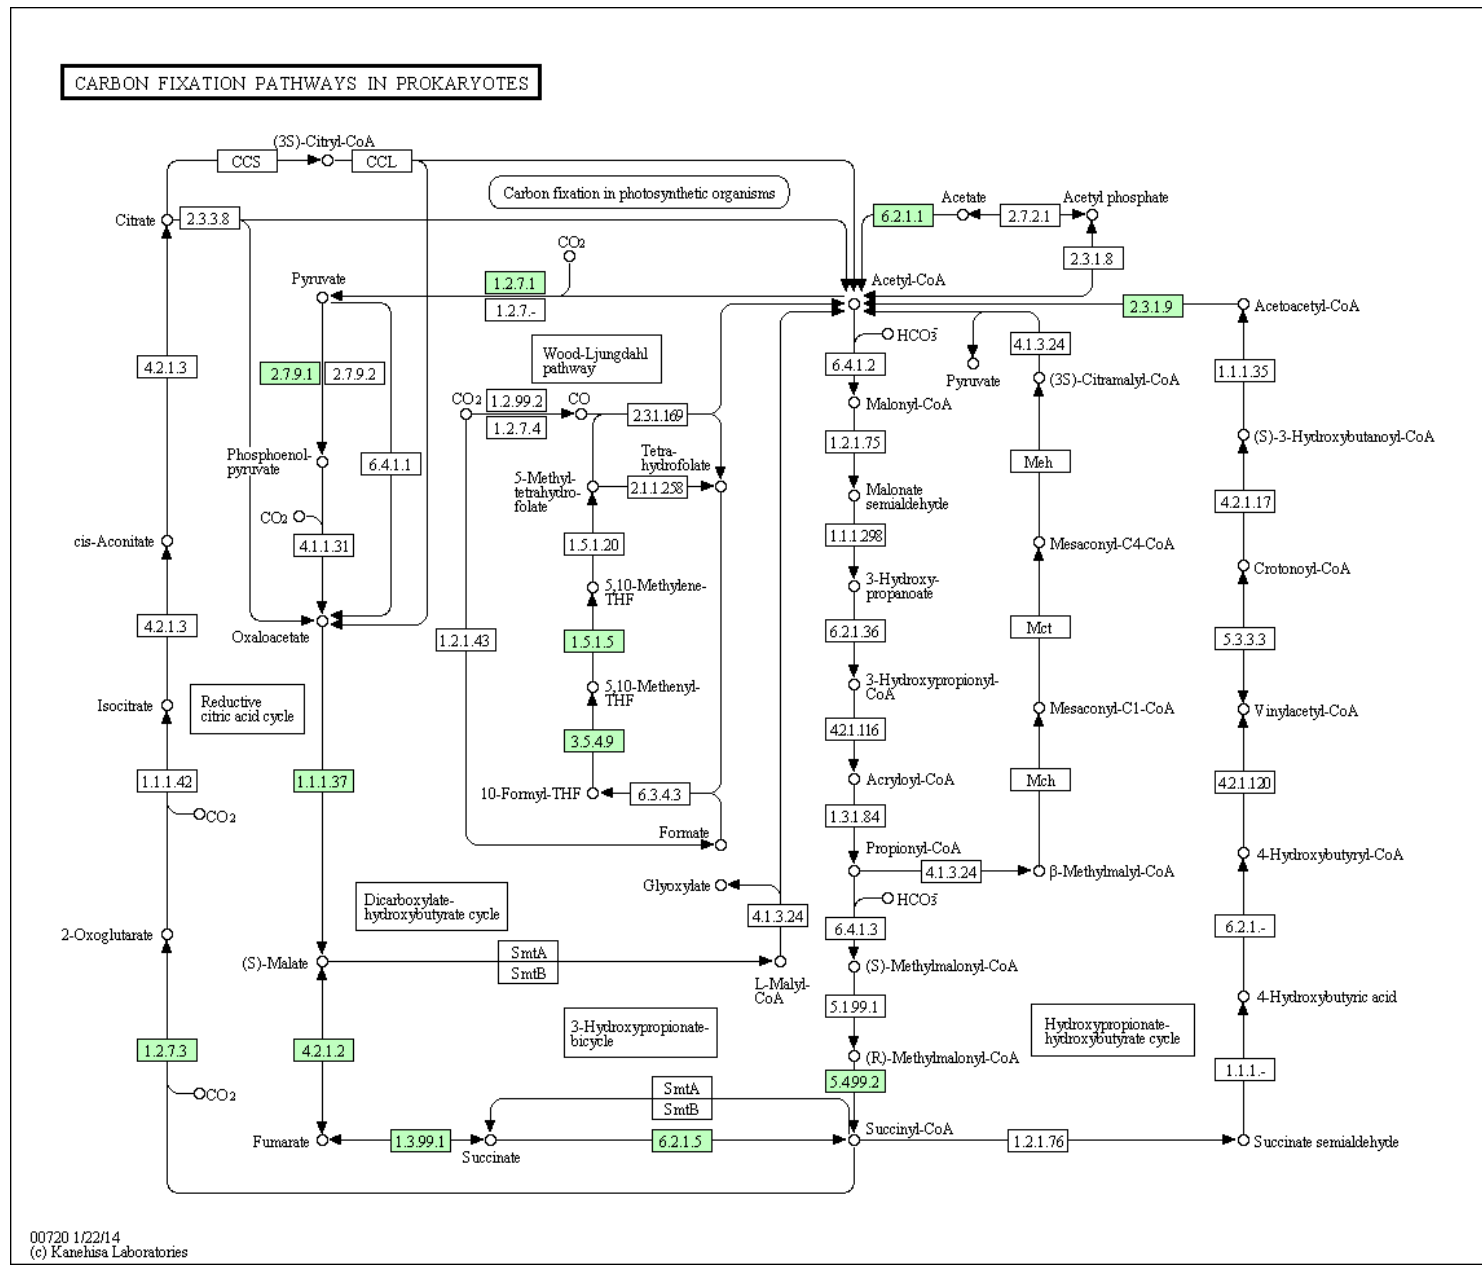 CARBON FIXATION PATHWAYS IN PROKARYOTES
(3S)-Citryl-CoA
CCS
CCL
Carbon fixation in photosynthetic organisms
Citrate
2.3.3.8
6.2.1.1
Acetate
2.7.2.1
Acetyl phosphate
2.3.1.8
CO2
Pyruvate
1.2.7.1
1.2.7.-
Acetyl-CoA
2.3.1.9
Acetoacetyl-CoA
HCO3-
4.2.1.3
2.7.9.1
2.7.9.2
Wood-Ljungdahl
pathway
6.4.1.2
Pyruvate
4.1.3.24
(3S)-Citramalyl-CoA
1.1.1.35
CO2
1.2.99.2
1.2.7.4
CO
2.3.1.169
Malonyl-CoA
1.2.1.75
(S)-3-Hydroxybutanoyl-CoA
Phosphoenol-
pyruvate
6.4.1.1
Tetra-
hydrofolate
Meh
5-Methyl-
tetrahydro-
folate
2.1.1.258
Malonate
semialdehyde
4.2.1.17
CO2
4.1.1.31
1.5.1.20
1.1.1.298
cis-Aconitate
Mesaconyl-C4-CoA
Crotonoyl-CoA
5,10-Methylene-
THF
3-Hydroxy-
propanoate
4.2.1.3
Oxaloacetate
1.2.1.43
1.5.1.5
6.2.1.36
Mct
5.3.3.3
Reductive
citric acid cycle
Isocitrate
5,10-Methenyl-
THF
3-Hydroxypropionyl-
CoA
Mesaconyl-C1-CoA
Vinylacetyl-CoA
3.5.4.9
4.2.1.116
1.1.1.42
1.1.1.37
10-Formyl-THF
6.3.4.3
Acryloyl-CoA
Mch
4.2.1.120
CO2
Formate
1.3.1.84
Propionyl-CoA
4.1.3.24
β-Methylmalyl-CoA
4-Hydroxybutyryl-CoA
Glyoxylate
Dicarboxylate-
hydroxybutyrate cycle
4.1.3.24
HCO3-
6.4.1.3
6.2.1.-
2-Oxoglutarate
(S)-Malate
SmtA
SmtB
L-Malyl-
CoA
(S)-Methylmalonyl-CoA
5.1.99.1
4-Hydroxybutyric acid
3-Hydroxypropionate-
bicycle
Hydroxypropionate-
hydroxybutyrate cycle
1.2.7.3
4.2.1.2
(R)-Methylmalonyl-CoA
5.4.99.2
1.1.1.-
CO2
SmtA
SmtB
Fumarate
1.3.99.1
Succinate
6.2.1.5
Succinyl-CoA
1.2.1.76
Succinate semialdehyde
00720 1/22/14
(c) Kanehisa Laboratories